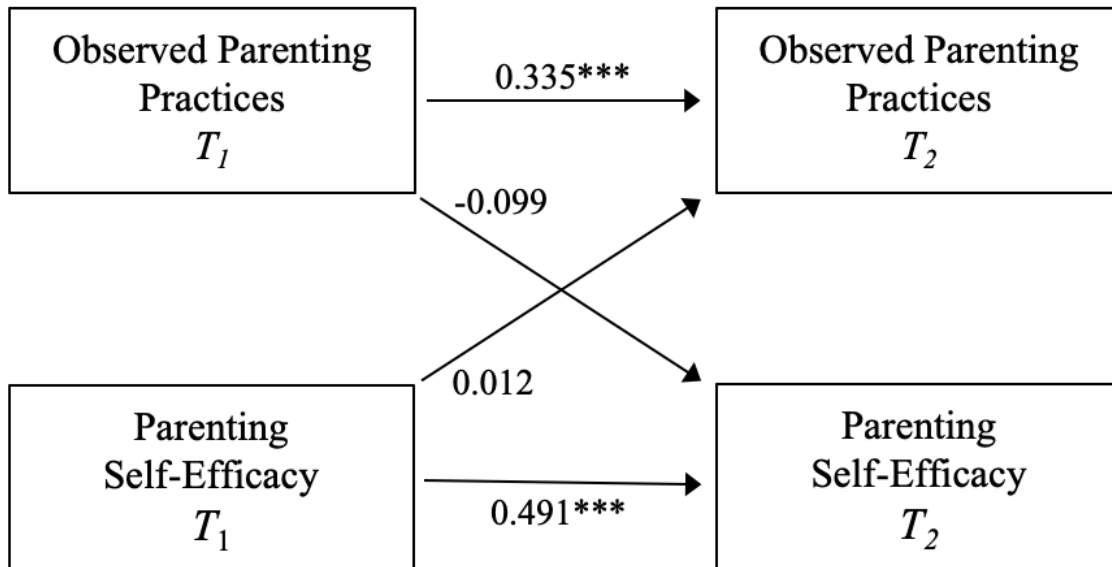 Observed Parenting
Practices
T1
0.335***
Observed Parenting
Practices
T2
-0.099
0.012
Parenting
Self-Efficacy
T1
0.491***
Parenting
Self-Efficacy
T2